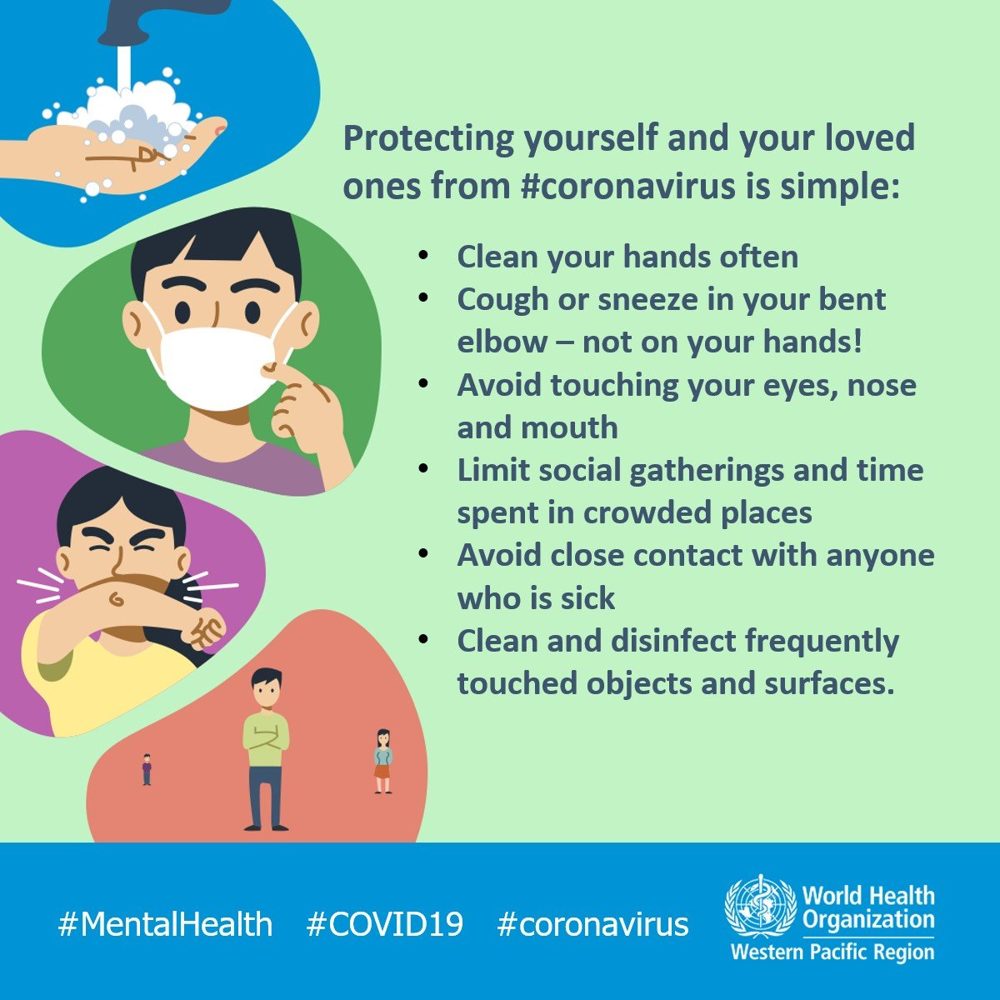 Protecting yourself and your loved
ones from #coronavirus is simple:
• Clean your hands often
• Cough or sneeze in your bent
elbow – not on your hands!
• Avoid touching your eyes, nose
and mouth
• Limit social gatherings and time
spent in crowded places
• Avoid close contact with anyone
who is sick
• Clean and disinfect frequently
touched objects and surfaces.
#MentalHealth #COVID19 #coronavirus
World Health
Organization
Western Pacific Region